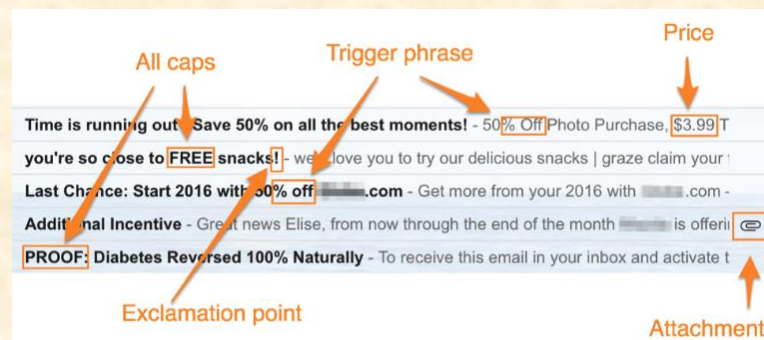 Price
All caps
Trigger phrase
Time is running out! Save 50% on all the best moments! - 50% Off Photo Purchase, $3.99 T
you're so close to FREE snacks! - we love you to try our delicious snacks | graze claim your
Last Chance: Start 2016 with 50% off .com - Get more from your 2016 with .com -
Additional Incentive - Great news Elise, from now through the end of the month is offeri
PROOF: Diabetes Reversed 100% Naturally - To receive this email in your inbox and activate t
Exclamation point
Attachment